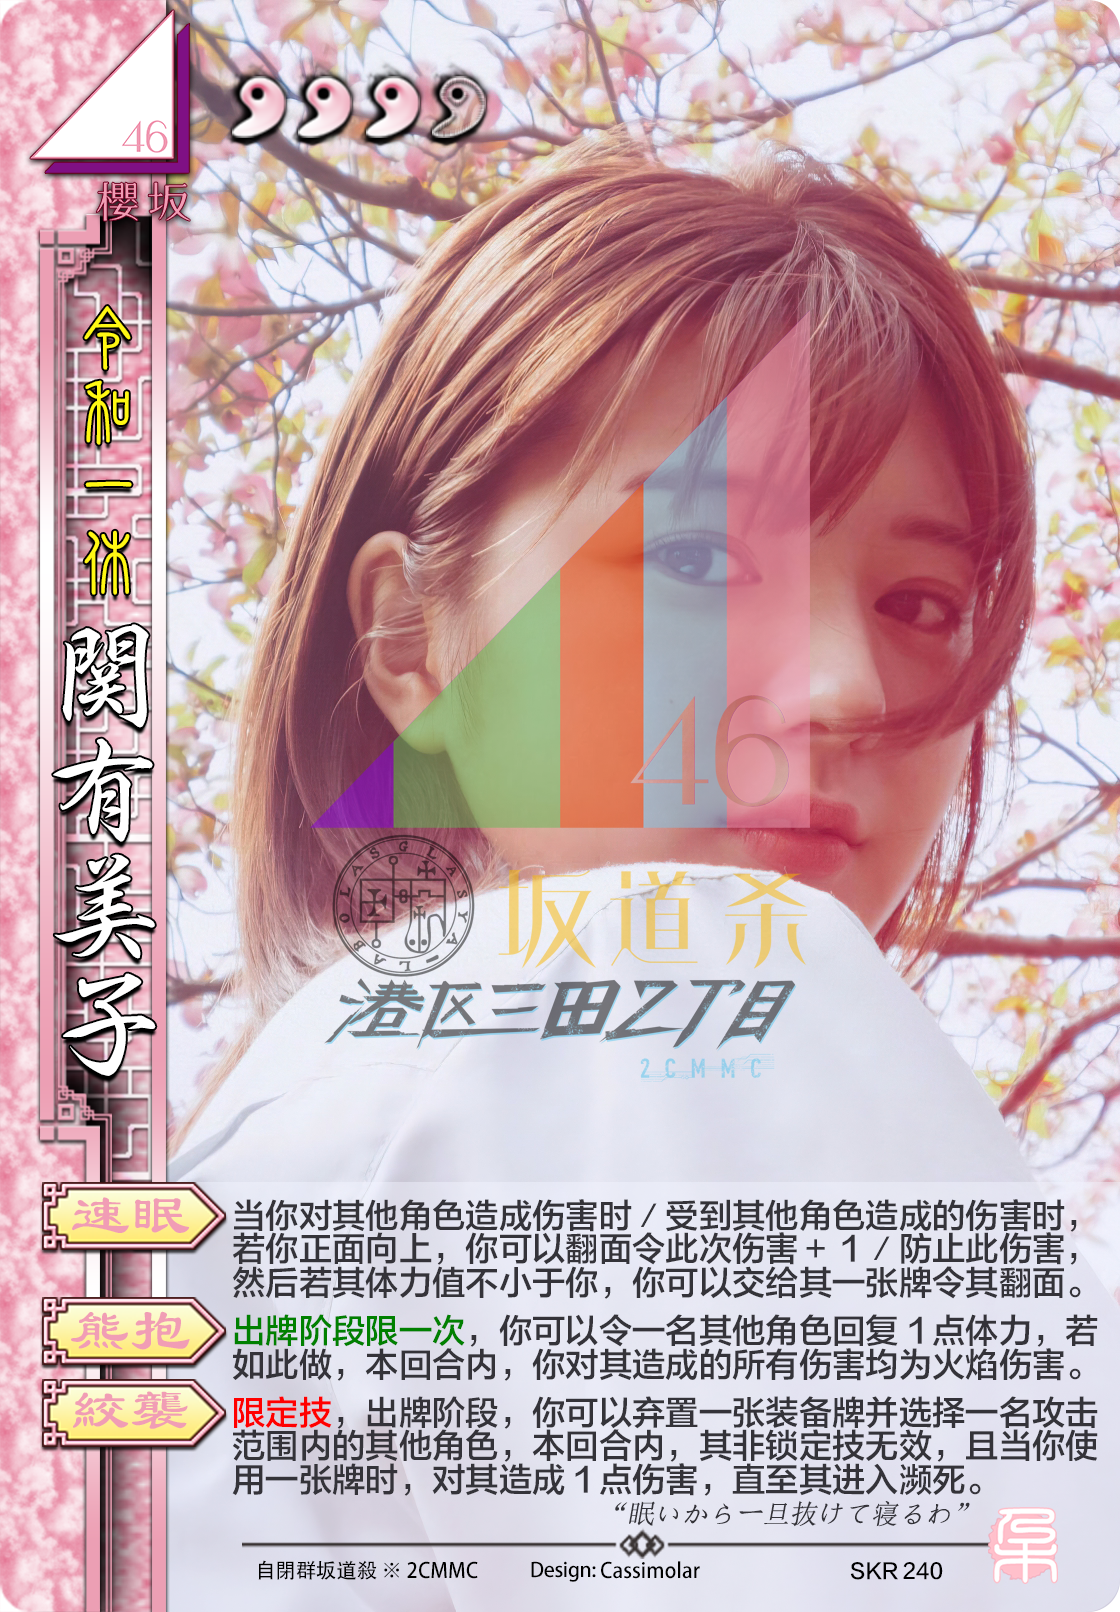 46
櫻坂
令和一休
関有美子
46
GLASYA-LABOLAS
坂道杀
港区三田乙丁目
2CMMC
速眠
当你对其他角色造成伤害时 / 受到其他角色造成的伤害时，
若你正面向上，你可以翻面令此次伤害 + 1 / 防止此伤害，
然后若其体力值不小于你，你可以交给其一张牌令其翻面。
熊抱
出牌阶段限一次，你可以令一名其他角色回复 1 点体力，若
如此做，本回合内，你对其造成的所有伤害均为火焰伤害。
絞襲
限定技，出牌阶段，你可以弃置一张装备牌并选择一名攻击
范围内的其他角色，本回合内，其非锁定技无效，且当你使
用一张牌时，对其造成 1 点伤害，直至其进入濒死。
“眠いから一旦抜けて寝るわ”
自閉群坂道殺 ※ 2CMMC Design: Cassimolar SKR 240